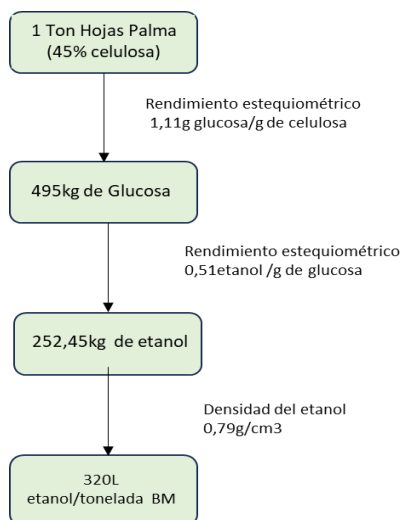 1 Ton Hojas Palma
(45% celulosa)
Rendimiento estequiométrico
1,11g glucosa/g de celulosa
495kg de Glucosa
Rendimiento estequiométrico
0,51etanol /g de glucosa
252,45kg de etanol
Densidad del etanol
0,79g/cm3
320L
etanol/tonelada BM